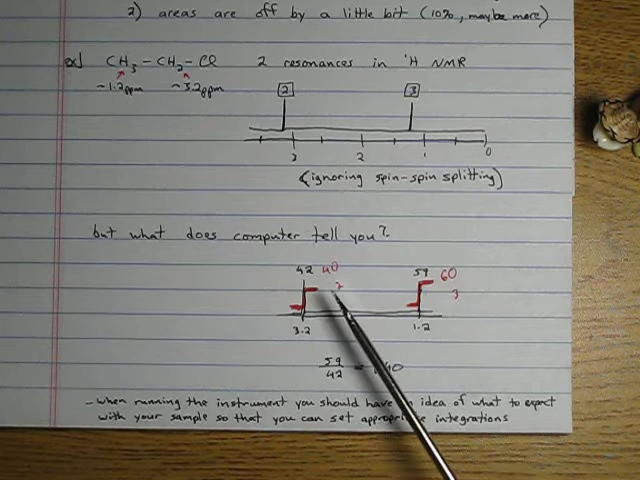 2) areas are off by a little bit (10%, maybe more)
ex] CH3 - CH2 - Cl 2 resonances in 1H NMR
~1.2ppm ~3.2ppm
2 3
3 2 1 0
(ignoring spin-spin splitting)
but what does computer tell you?
42 40 59 60
2 3
3.2 1.2
59
42 = 40
- when running the instrument you should have an idea of what to expect
with your sample so that you can set appropriate integrations